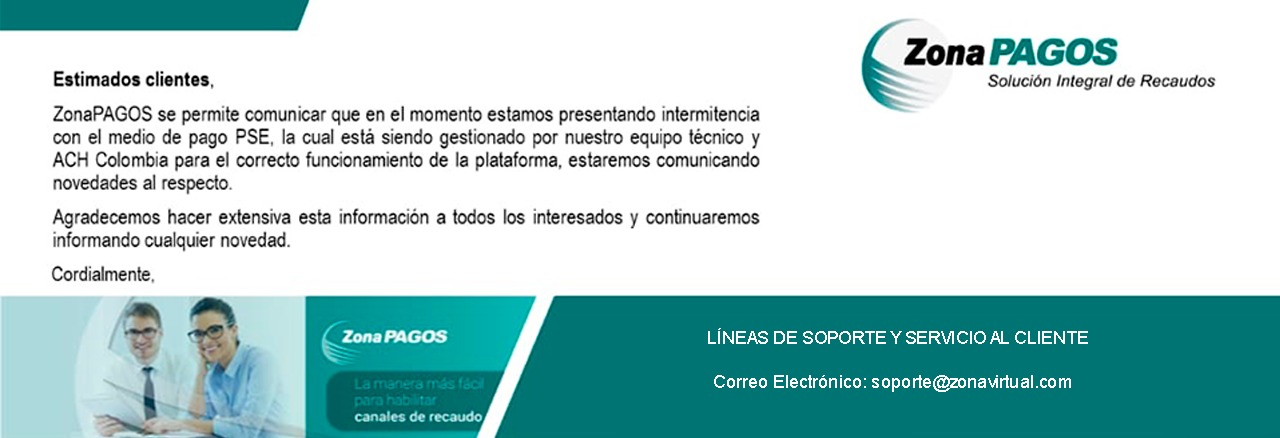 Zona PAGOS
Solución Integral de Recaudos
Estimados clientes,
ZonaPAGOS se permite comunicar que en el momento estamos presentando intermitencia
con el medio de pago PSE, la cual está siendo gestionado por nuestro equipo técnico y
ACH Colombia para el correcto funcionamiento de la plataforma, estaremos comunicando
novedades al respecto.
Agradecemos hacer extensiva esta información a todos los interesados y continuaremos
informando cualquier novedad.
Cordialmente,
Zona PAGOS
La manera más fácil
para habilitar
canales de recaudo
LÍNEAS DE SOPORTE Y SERVICIO AL CLIENTE
Correo Electrónico: soporte@zonavirtual.com